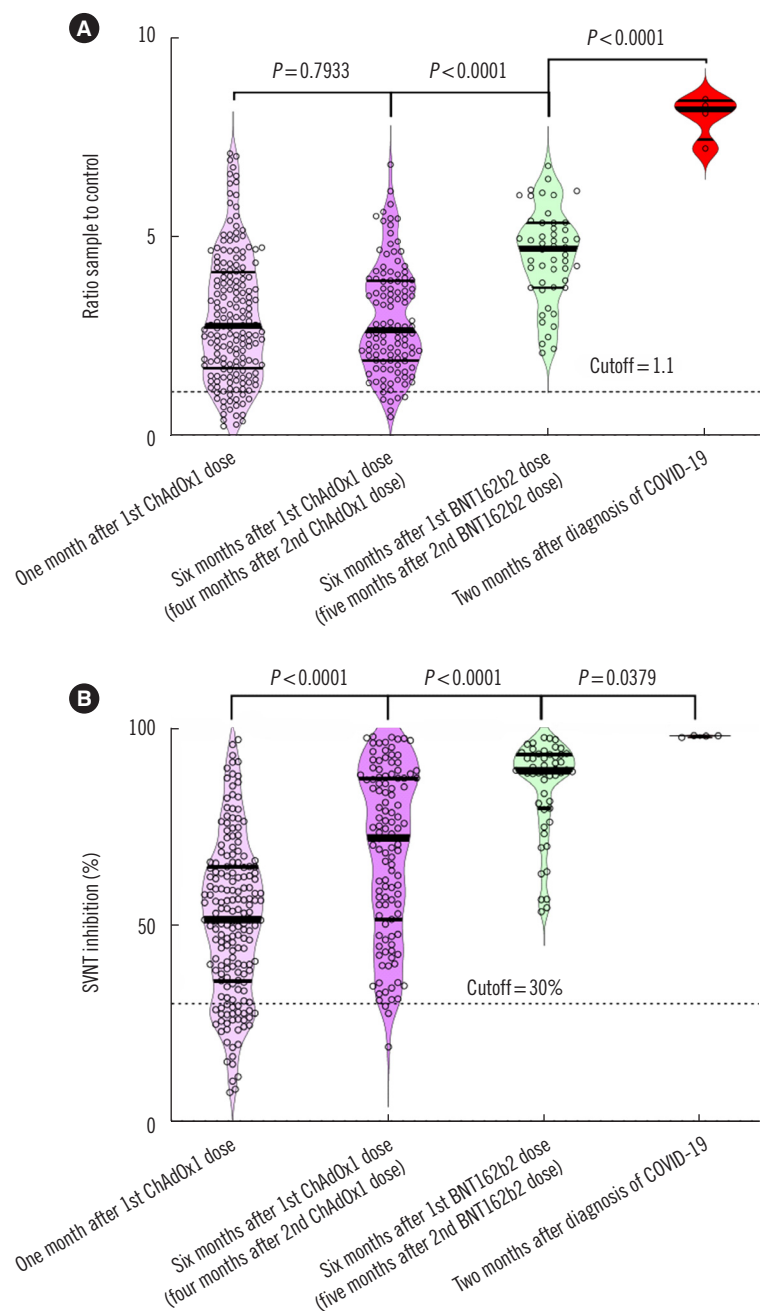 A
10
P<0.0001
P=0.7933
P<0.0001
Ratio sample to control
5
Cutoff=1.1
0
One month after 1st ChAdOx1 dose
Six months after 1st ChAdOx1 dose
(four months after 2nd ChAdOx1 dose)
Six months after 1st BNT162b2 dose
(five months after 2nd BNT162b2 dose)
Two months after diagnosis of COVID-19
B
P<0.0001
P<0.0001
P=0.0379
100
SVNT inhibition (%)
50
Cutoff=30%
0
One month after 1st ChAdOx1 dose
Six months after 1st ChAdOx1 dose
(four months after 2nd ChAdOx1 dose)
Six months after 1st BNT162b2 dose
(five months after 2nd BNT162b2 dose)
Two months after diagnosis of COVID-19